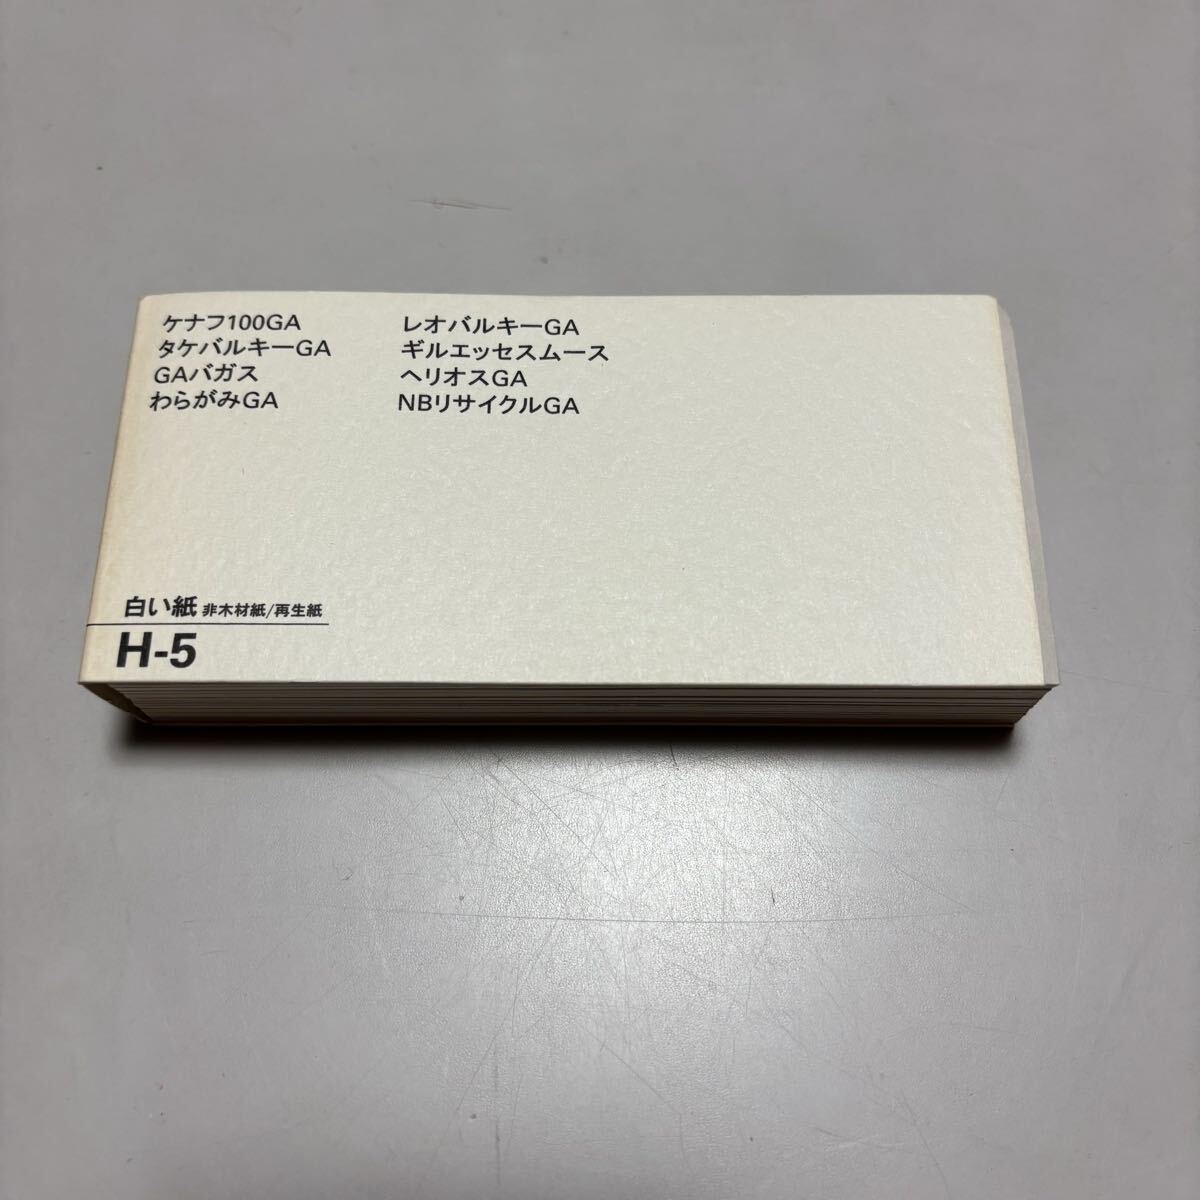 ケナフ100GA
タケバルキーGA
GAバガス
わらがみGA
レオバルキーGA
ギルエッセスムース
ヘリオスGA
NBリサイクルGA
白い紙 非木材紙/再生紙
H-5